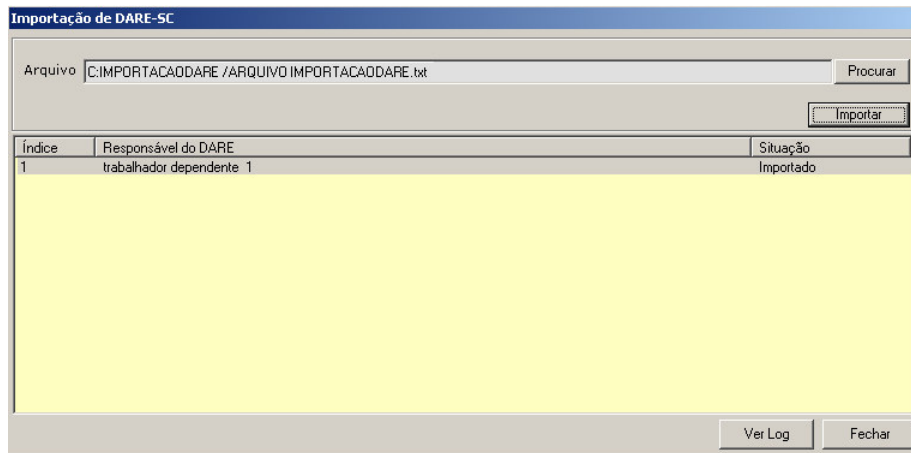 Importação de DARE-SC
Arquivo C:IMPORTACAODARE /ARQUIVO IMPORTACAODARE.txt Procurar
Importar
Índice Responsável do DARE Situação
1 trabalhador dependente 1 Importado
Ver Log Fechar